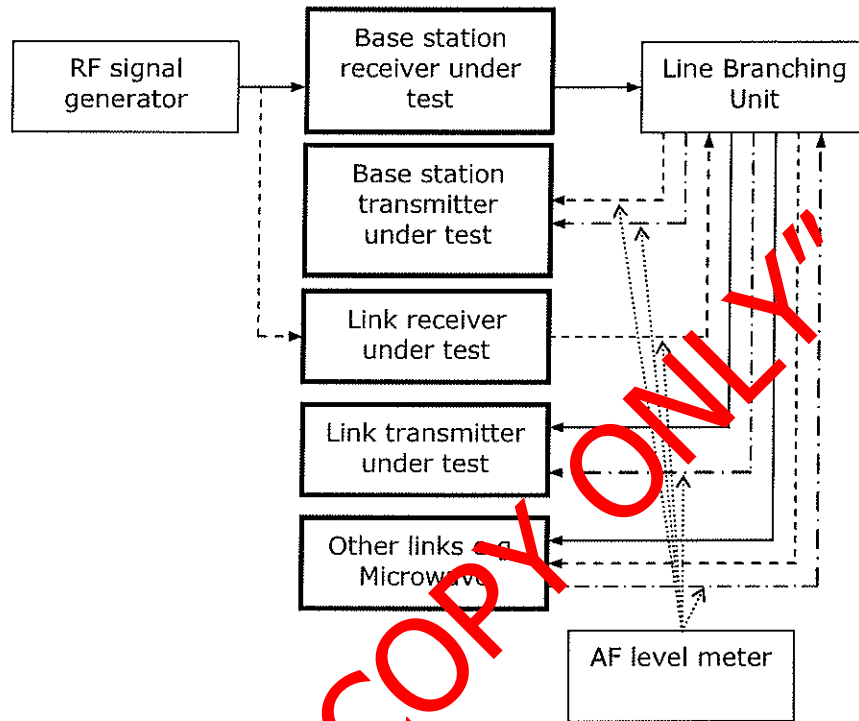 RF signal
generator
Base station
receiver under
test
Line Branching
Unit
Base station
transmitter
under test
Link receiver
under test
Link transmitter
under test
Other links e.g.
Microwave
AF level meter
COPY ONLY"